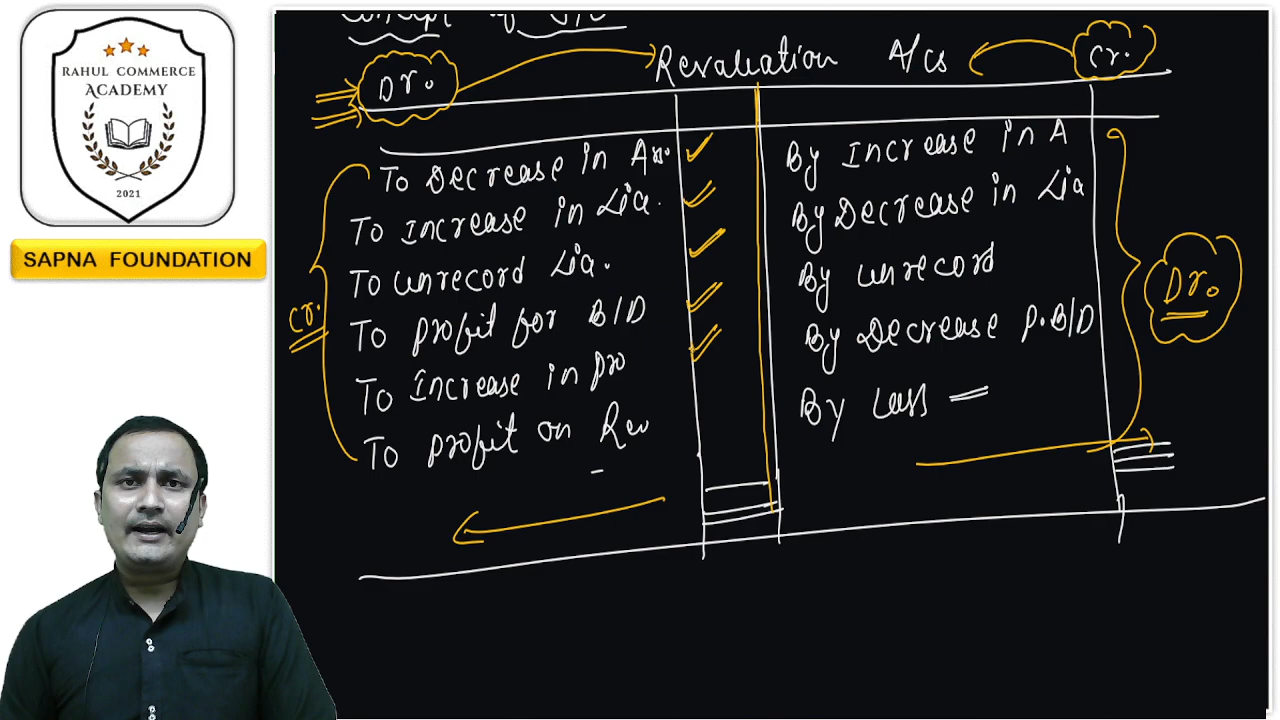 RAHUL COMMERCE
ACADEMY
2021
SAPNA FOUNDATION
Concept of
Dr. Revaluation A/cs Cr.
To Decrease in Ass. By Increase in A
To Increase in Lia. By Decrease in Lia
To unrecord Lia. By unrecord
To profit for B/D By Decrease P.B/D
To Increase in pro By Loss
To profit on Rev
Cr.
Dr.